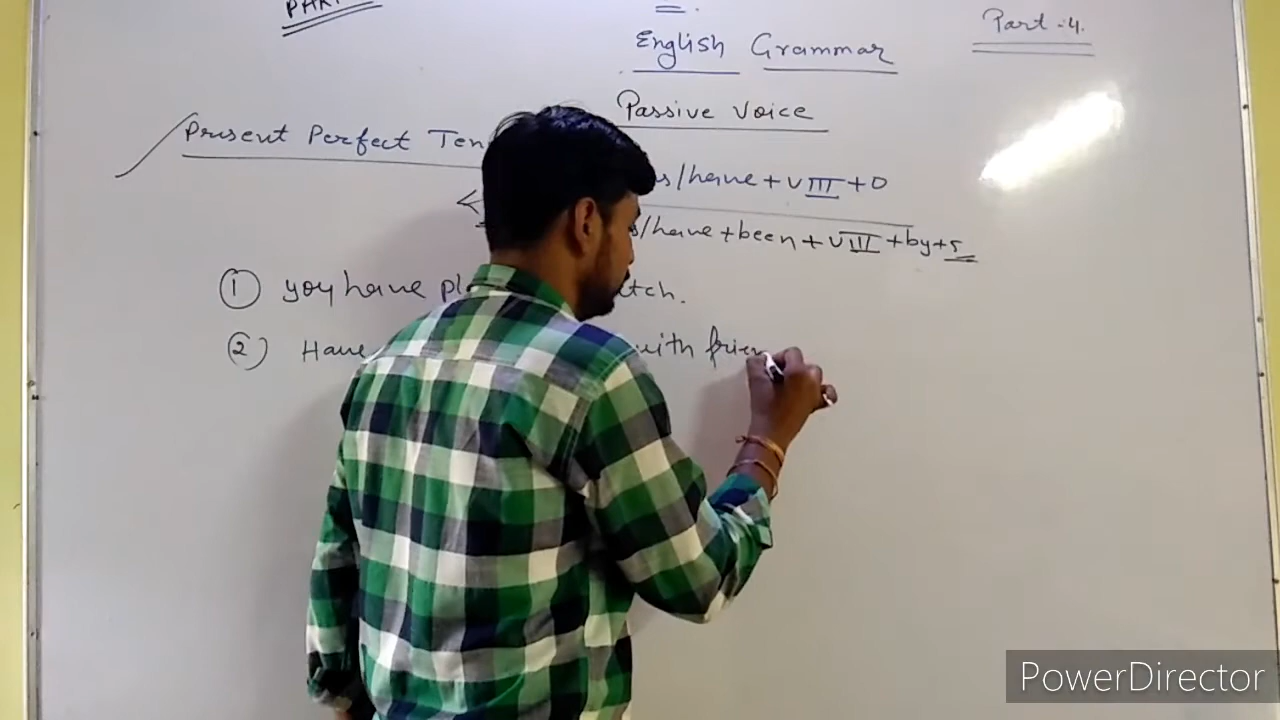 PART
Part-4.
English Grammar
Passive Voice
Present Perfect Ten
s/have + V III + O
s/have + been + V III + by + S
① you have pl tch.
② Have with frien
PowerDirector